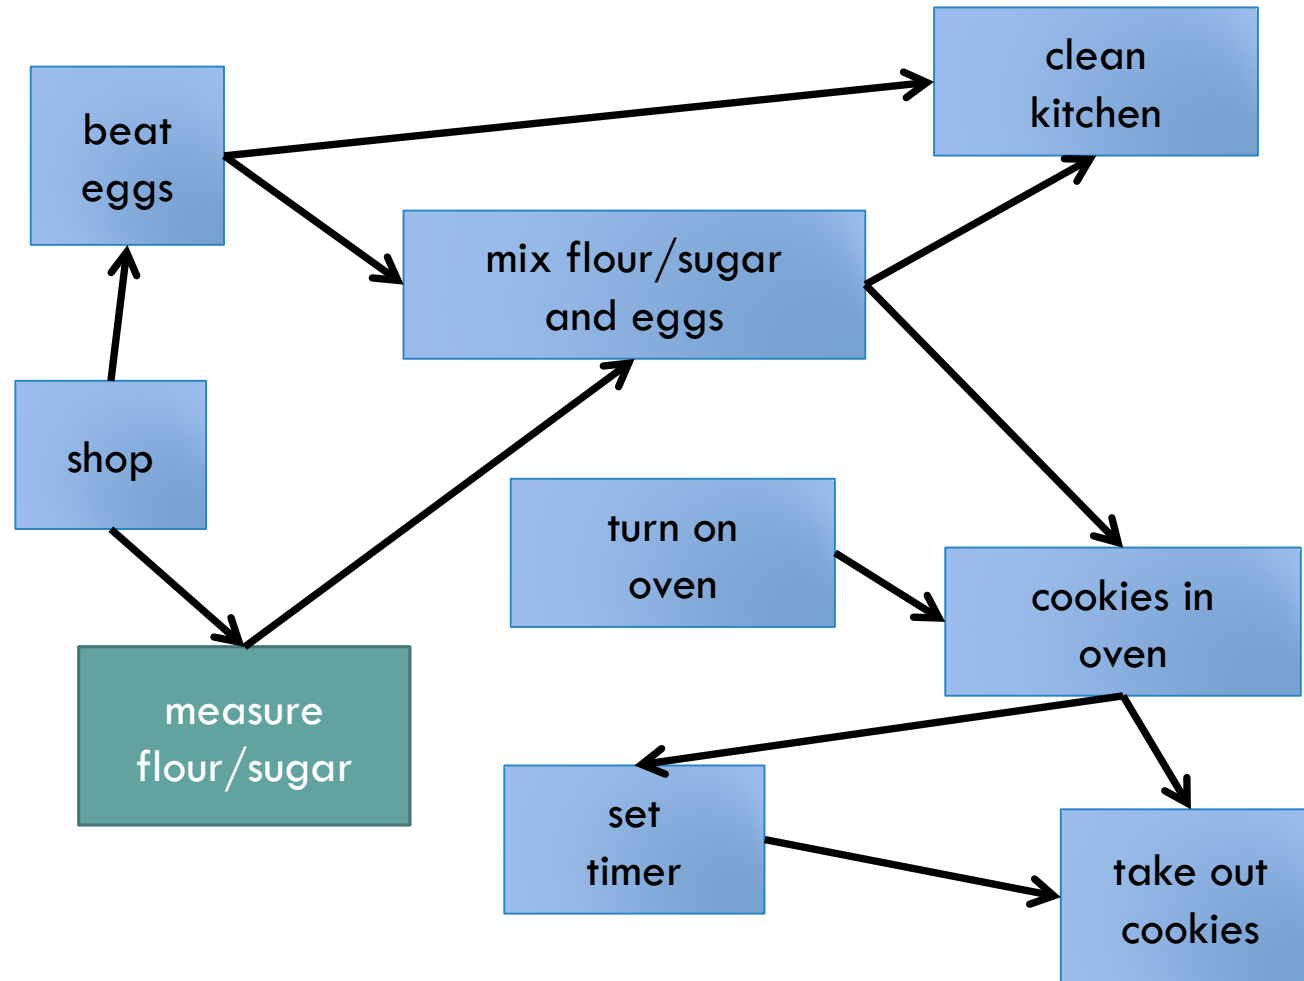 clean
kitchen
beat
eggs
mix flour/sugar
and eggs
shop
turn on
oven
cookies in
oven
measure
flour/sugar
set
timer
take out
cookies